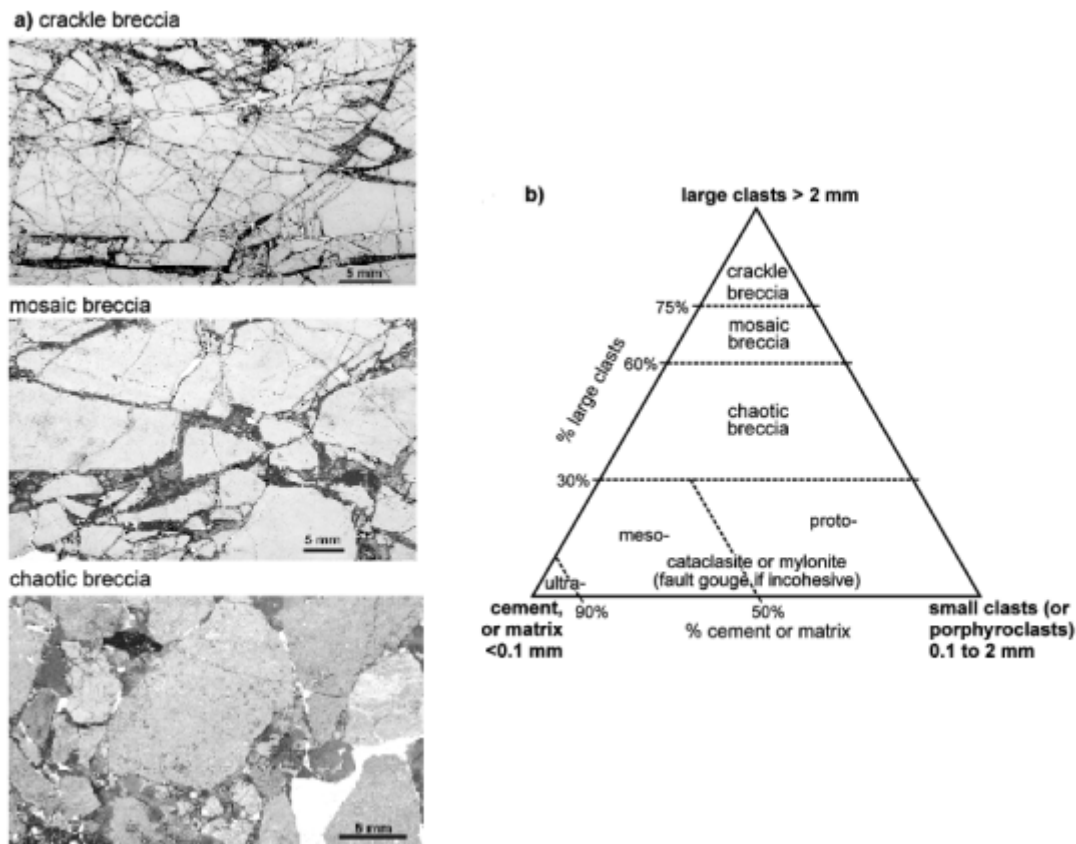 a) crackle breccia
5 mm
mosaic breccia
5 mm
chaotic breccia
5 mm
b)
large clasts > 2 mm
crackle
breccia
75%
mosaic
breccia
60%
% large clasts
chaotic
breccia
30%
proto-
meso-
cataclasite or mylonite
(fault gouge if incohesive)
ultra-
cement,
or matrix
<0.1 mm
90%
50%
% cement or matrix
small clasts (or
porphyroclasts)
0.1 to 2 mm